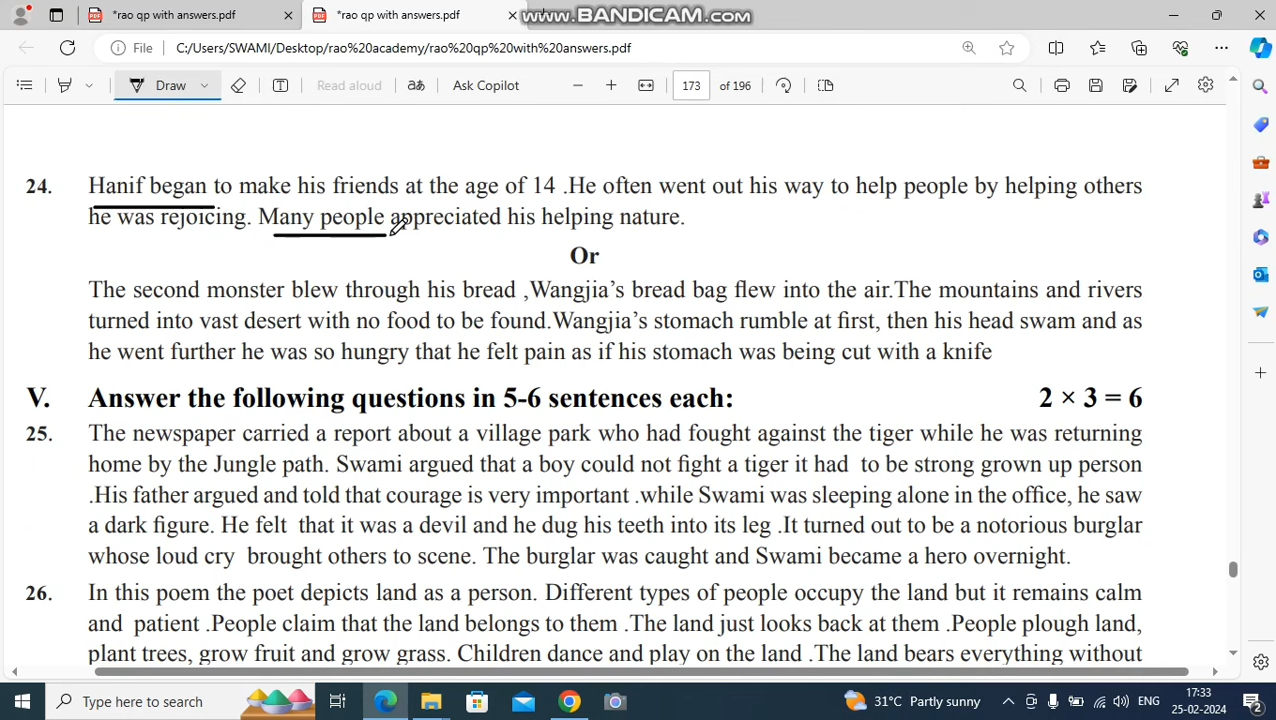 *rao qp with answers.pdf
*rao qp with answers.pdf
www.BANDICAM.com
File
C:/Users/SWAMI/Desktop/rao%20academy/rao%20qp%20with%20answers.pdf
Draw
Read aloud
aあ
Ask Copilot
173
of 196
24. Hanif began to make his friends at the age of 14 .He often went out his way to help people by helping others
he was rejoicing. Many people appreciated his helping nature.
Or
The second monster blew through his bread ,Wangjia’s bread bag flew into the air.The mountains and rivers
turned into vast desert with no food to be found.Wangjia’s stomach rumble at first, then his head swam and as
he went further he was so hungry that he felt pain as if his stomach was being cut with a knife
V. Answer the following questions in 5-6 sentences each: 2 × 3 = 6
25. The newspaper carried a report about a village park who had fought against the tiger while he was returning
home by the Jungle path. Swami argued that a boy could not fight a tiger it had to be strong grown up person
.His father argued and told that courage is very important .while Swami was sleeping alone in the office, he saw
a dark figure. He felt that it was a devil and he dug his teeth into its leg .It turned out to be a notorious burglar
whose loud cry brought others to scene. The burglar was caught and Swami became a hero overnight.
26. In this poem the poet depicts land as a person. Different types of people occupy the land but it remains calm
and patient .People claim that the land belongs to them .The land just looks back at them .People plough land,
plant trees, grow fruit and grow grass. Children dance and play on the land .The land bears everything without
Type here to search
31°C Partly sunny
ENG
17:33
25-02-2024
2